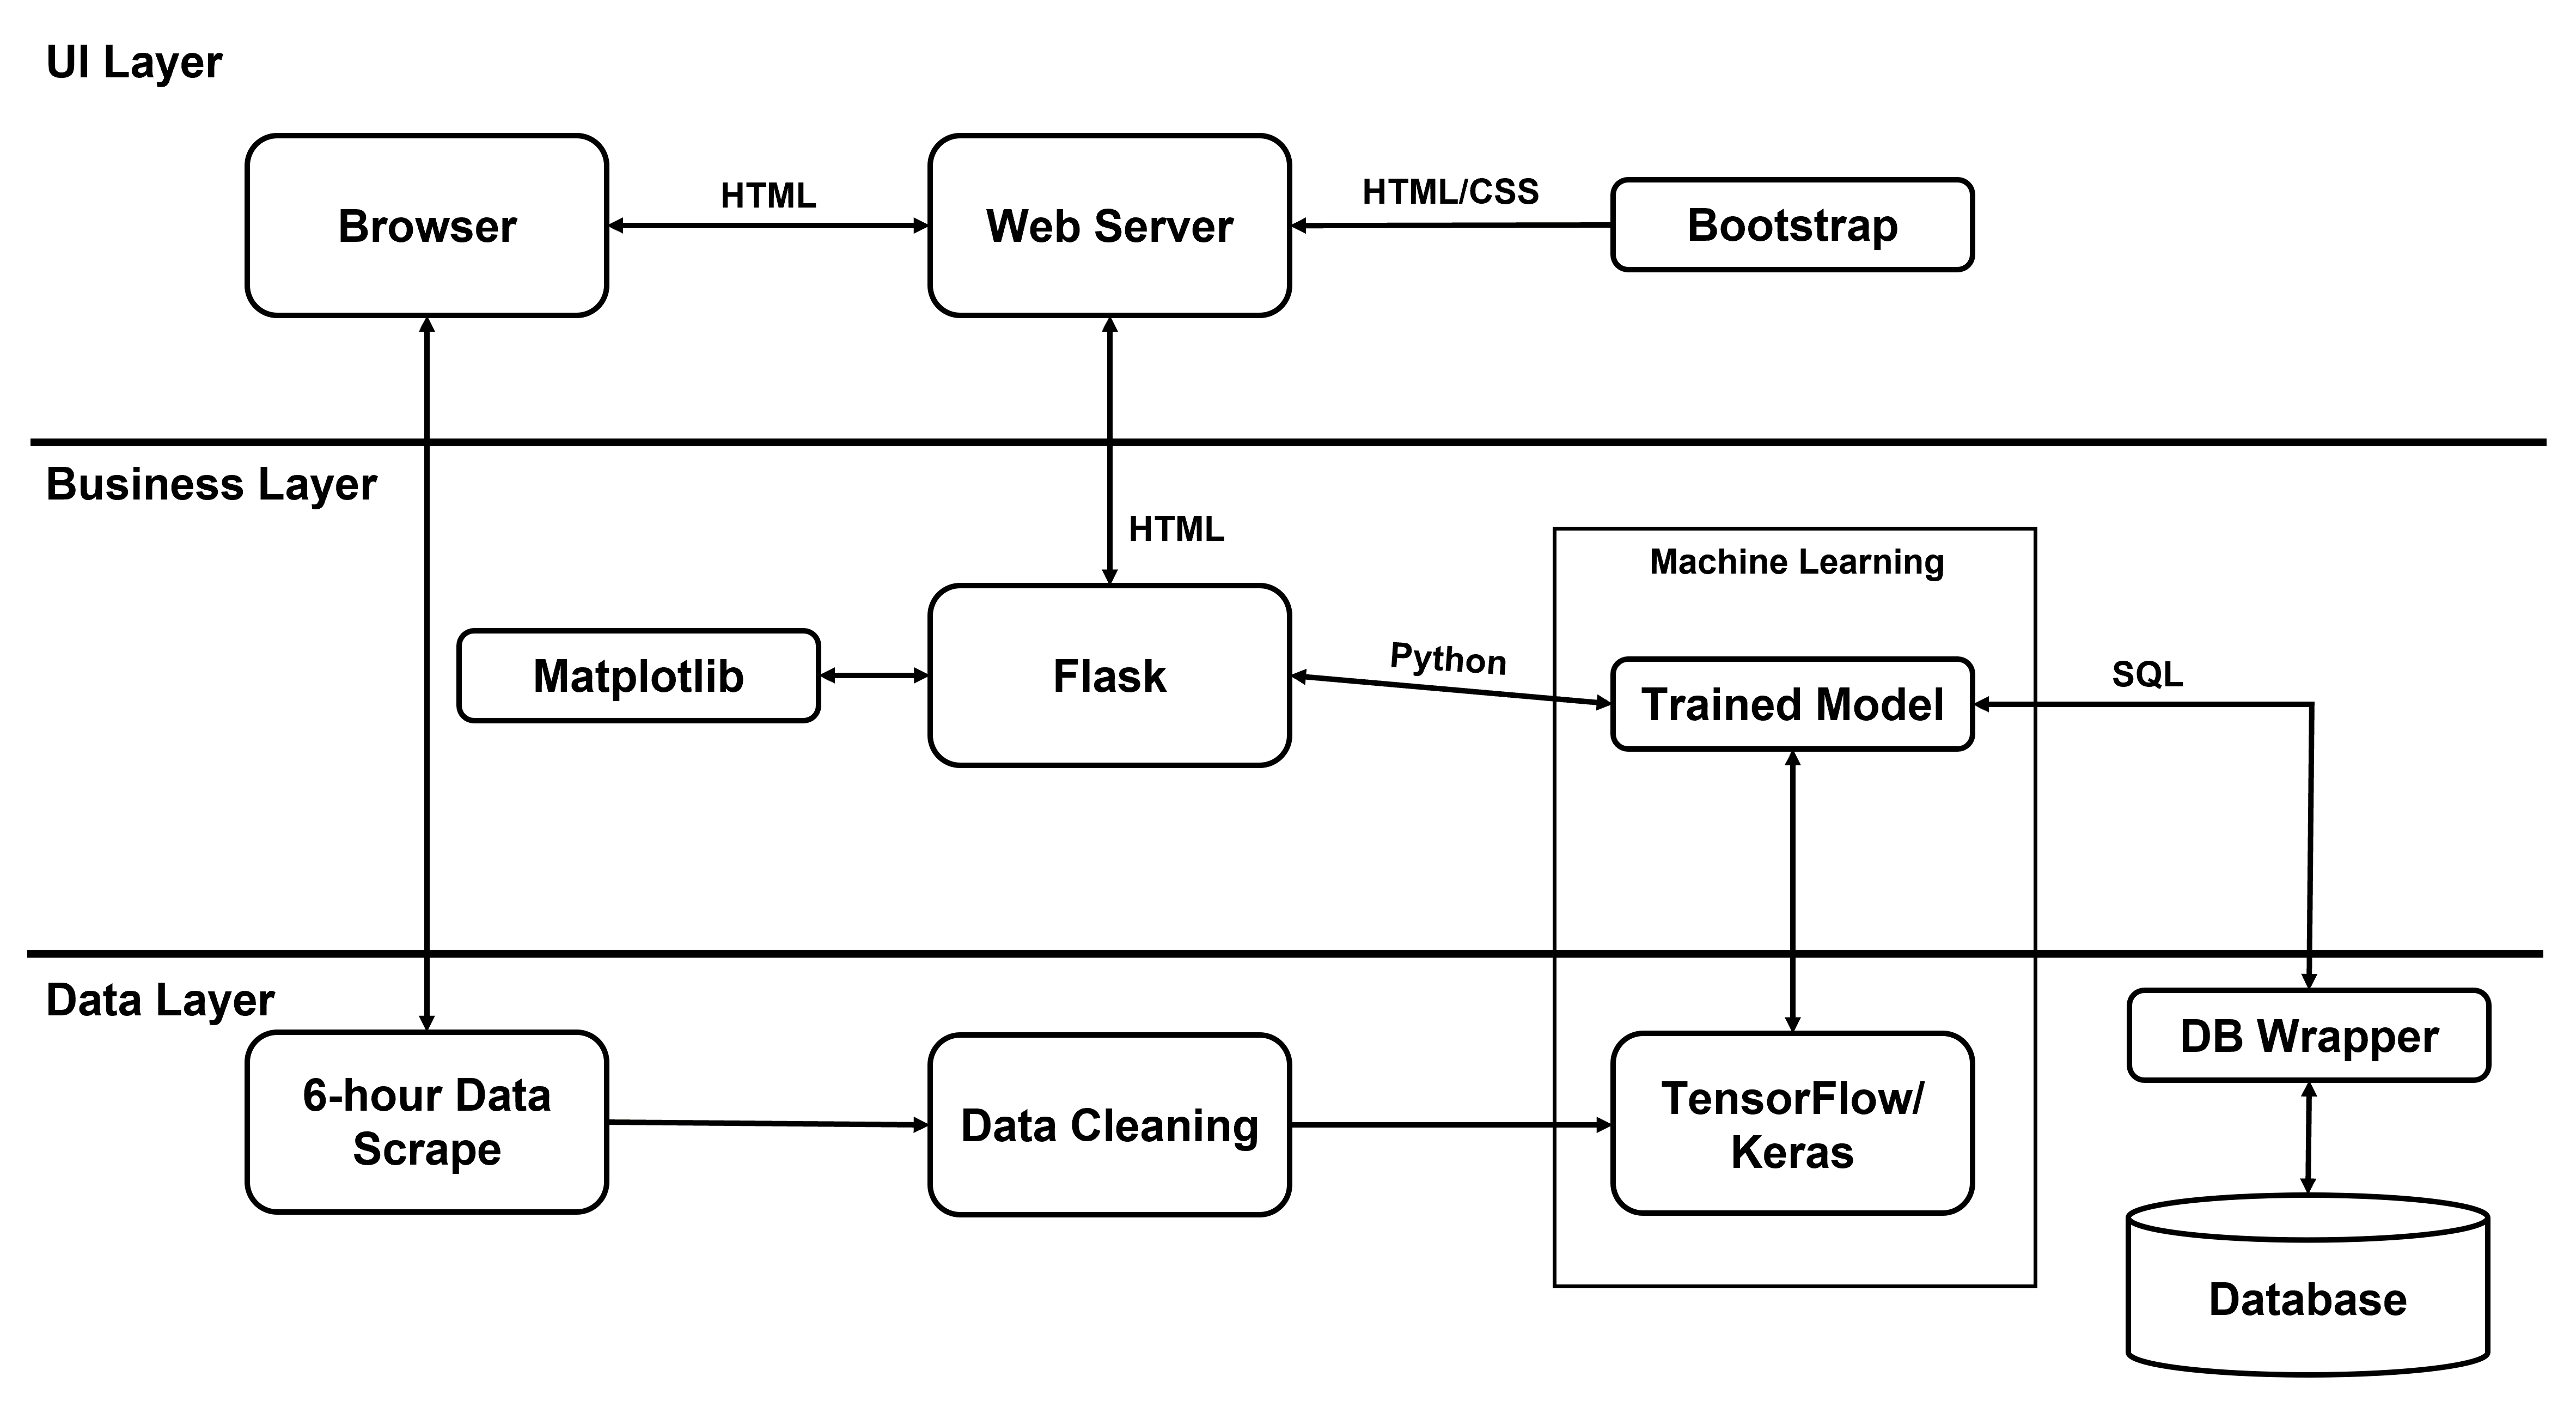 UI Layer
Browser
HTML
Web Server
HTML/CSS
Bootstrap
Business Layer
HTML
Machine Learning
Matplotlib
Flask
Python
Trained Model
SQL
Data Layer
6-hour Data
Scrape
Data Cleaning
TensorFlow/
Keras
DB Wrapper
Database